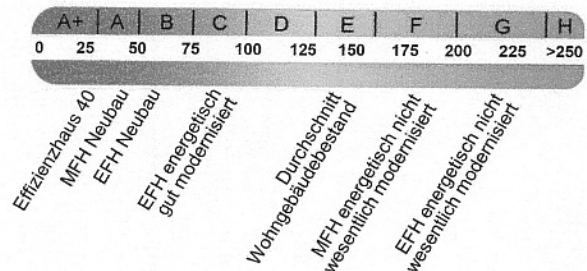 A+ A B C D E F G H
0 25 50 75 100 125 150 175 200 225 >250
Effizienzhaus 40
MFH Neubau
EFH Neubau
EFH energetisch
gut modernisiert
Durchschnitt
Wohngebäudebestand
MFH energetisch nicht
wesentlich modernisiert
EFH energetisch nicht
wesentlich modernisiert